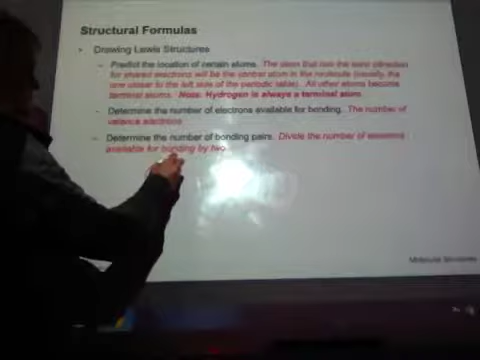 Structural Formulas
• Drawing Lewis Structures
– Predict the location of certain atoms. The atom that has the least attraction
for shared electrons will be the central atom in the molecule (usually, the
one closer to the left side of the periodic table). All other atoms become
terminal atoms. Note: Hydrogen is always a terminal atom.
– Determine the number of electrons available for bonding. The number of
valence electrons
– Determine the number of bonding pairs. Divide the number of electrons
available for bonding by two.
Molecular Structures